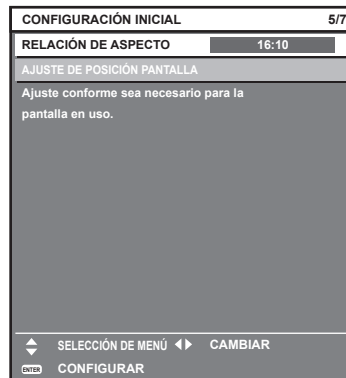 CONFIGURACIÓN INICIAL 5/7
RELACIÓN DE ASPECTO 16:10
AJUSTE DE POSICIÓN PANTALLA
Ajuste conforme sea necesario para la
pantalla en uso.
SELECCIÓN DE MENÚ CAMBIAR
ENTER CONFIGURAR